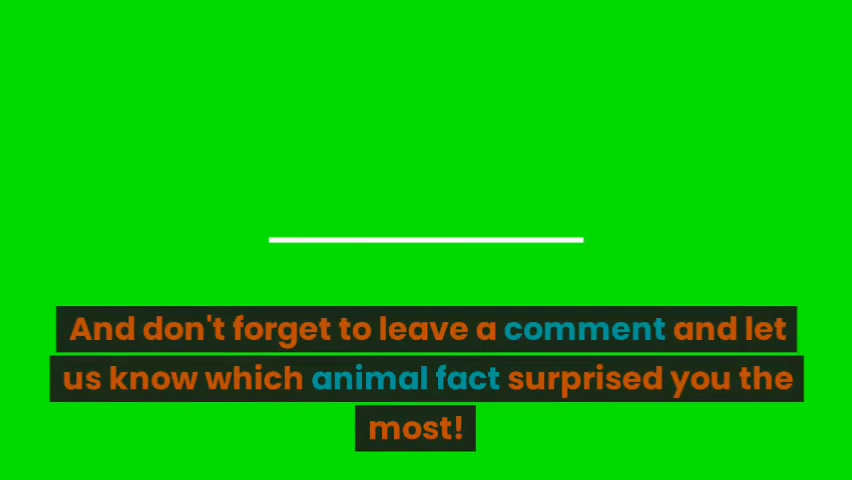 And don't forget to leave a comment and let
us know which animal fact surprised you the
most!